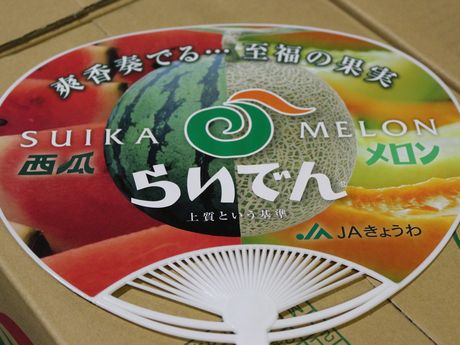 爽香奏でる… 至福の果実
SUIKA MELON
西瓜 メロン
らいでん
上質という基準
JAきょうわ